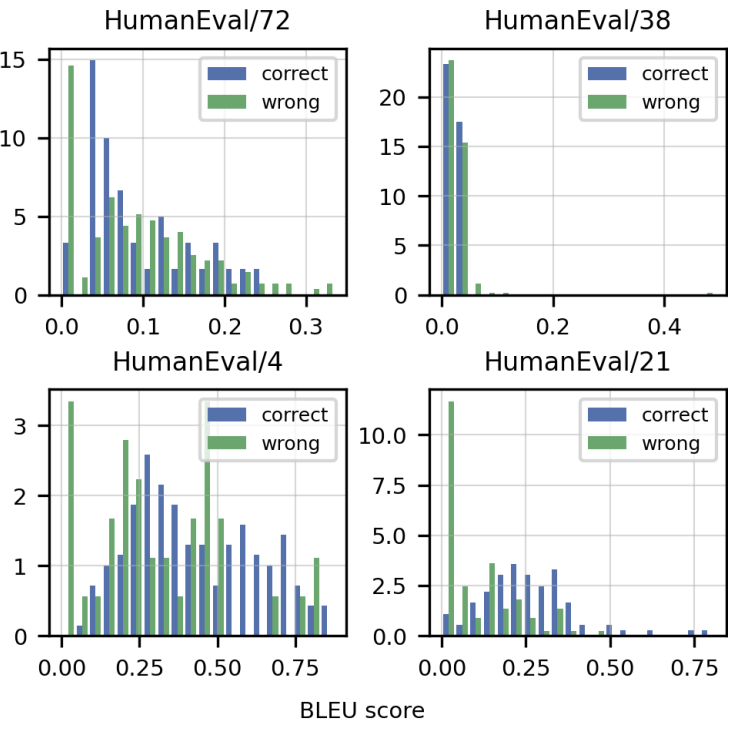 HumanEval/72
HumanEval/38
15
10
5
0
0.0 0.1 0.2 0.3
correct
wrong
20
15
10
5
0
0.0 0.2 0.4
correct
wrong
HumanEval/4
HumanEval/21
3
2
1
0
0.00 0.25 0.50 0.75
correct
wrong
10.0
7.5
5.0
2.5
0.0
0.00 0.25 0.50 0.75
correct
wrong
BLEU score